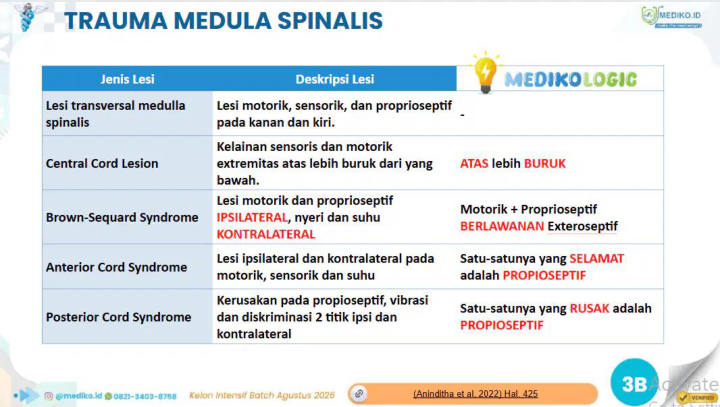 TRAUMA MEDULA SPINALIS
MEDIKO.ID
Jenis Lesi
Deskripsi Lesi
MEDIKOLOGIC
Lesi transversal medulla
spinalis
Lesi motorik, sensorik, dan proprioseptif
pada kanan dan kiri.
-
Central Cord Lesion
Kelainan sensoris dan motorik
extremitas atas lebih buruk dari yang
bawah.
ATAS lebih BURUK
Brown-Sequard Syndrome
Lesi motorik dan proprioseptif
IPSILATERAL, nyeri dan suhu
KONTRALATERAL
Motorik + Proprioseptif
BERLAWANAN Exteroseptif
Anterior Cord Syndrome
Lesi ipsilateral dan kontralateral pada
motorik, sensorik dan suhu
Satu-satunya yang SELAMAT
adalah PROPIOSEPTIF
Posterior Cord Syndrome
Kerusakan pada propioseptif, vibrasi
dan diskriminasi 2 titik ipsi dan
kontralateral
Satu-satunya yang RUSAK adalah
PROPIOSEPTIF
@mediko.id 0821-3403-8768
Kelon Intensif Batch Agustus 2026
(Aninditha et al, 2022) Hal. 425
3B
VERIFIED